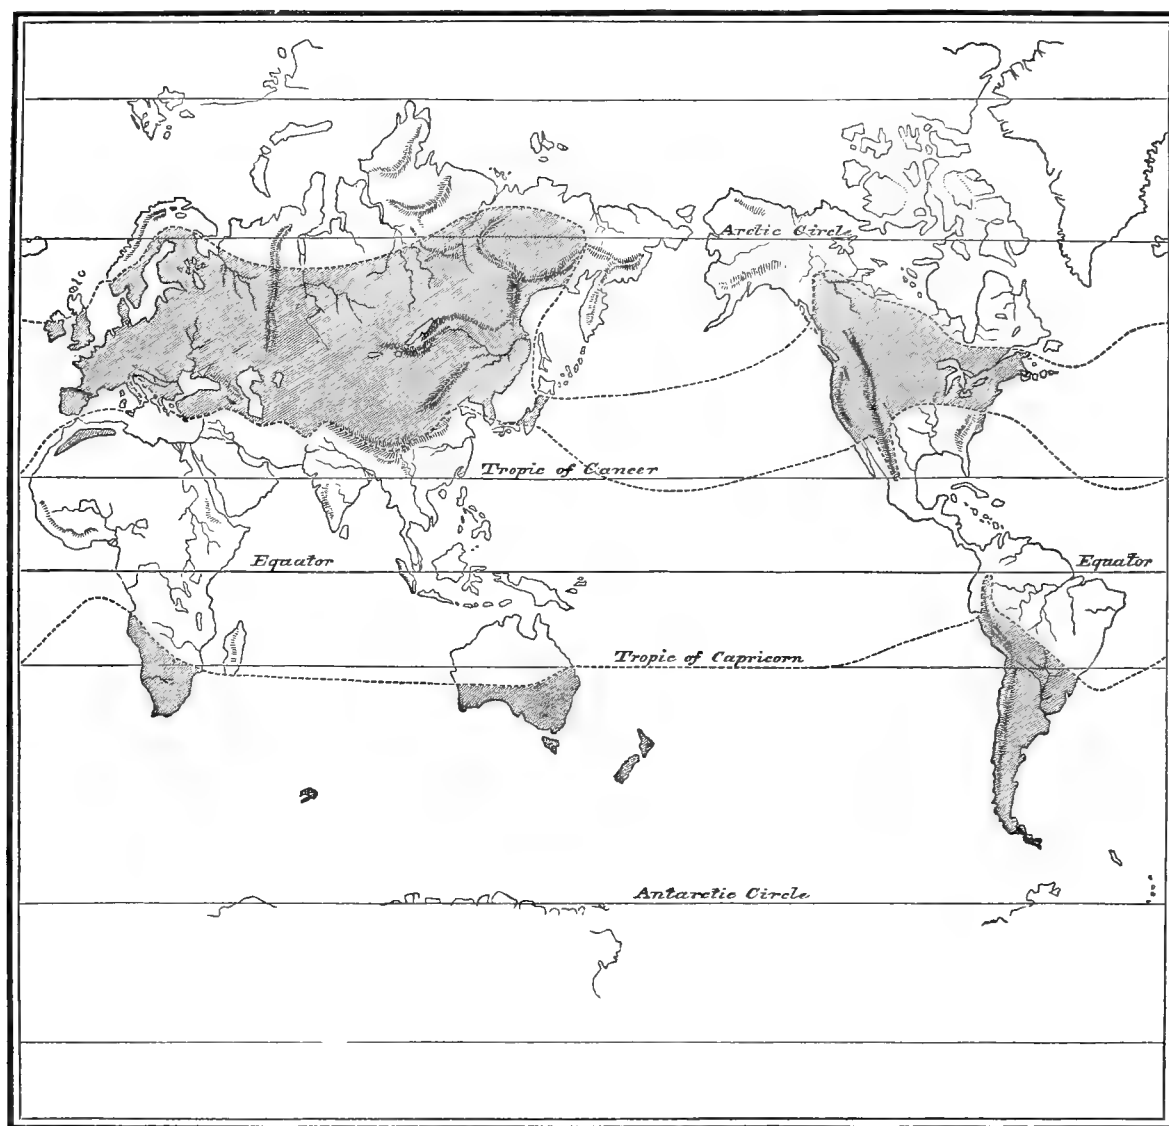 Arctic Circle
Tropic of Cancer
Equator
Equator
Tropic of Capricorn
Antarctic Circle